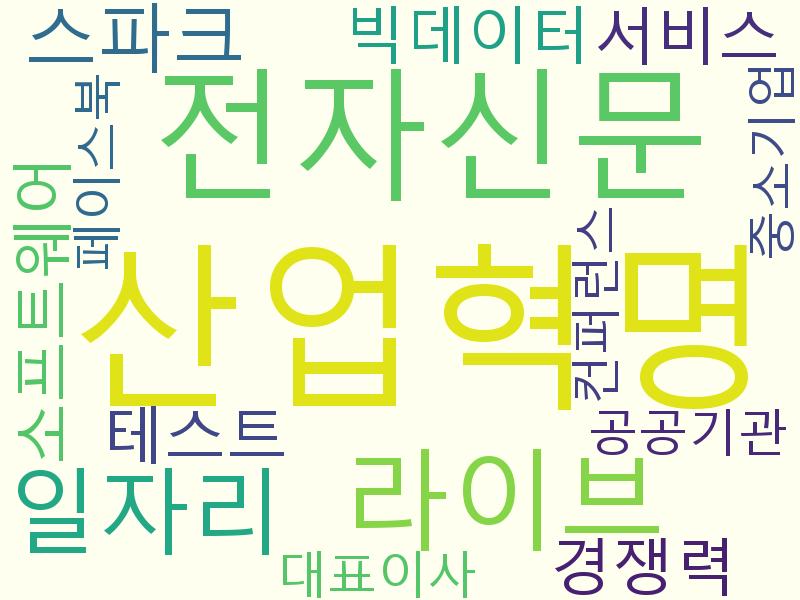 스파크
빅데이터
서비스
전자신문
페이스북
중소기업
소프트웨어
산업혁명
컨퍼런스
테스트
공공기관
일자리
라이브
대표이사
경쟁력